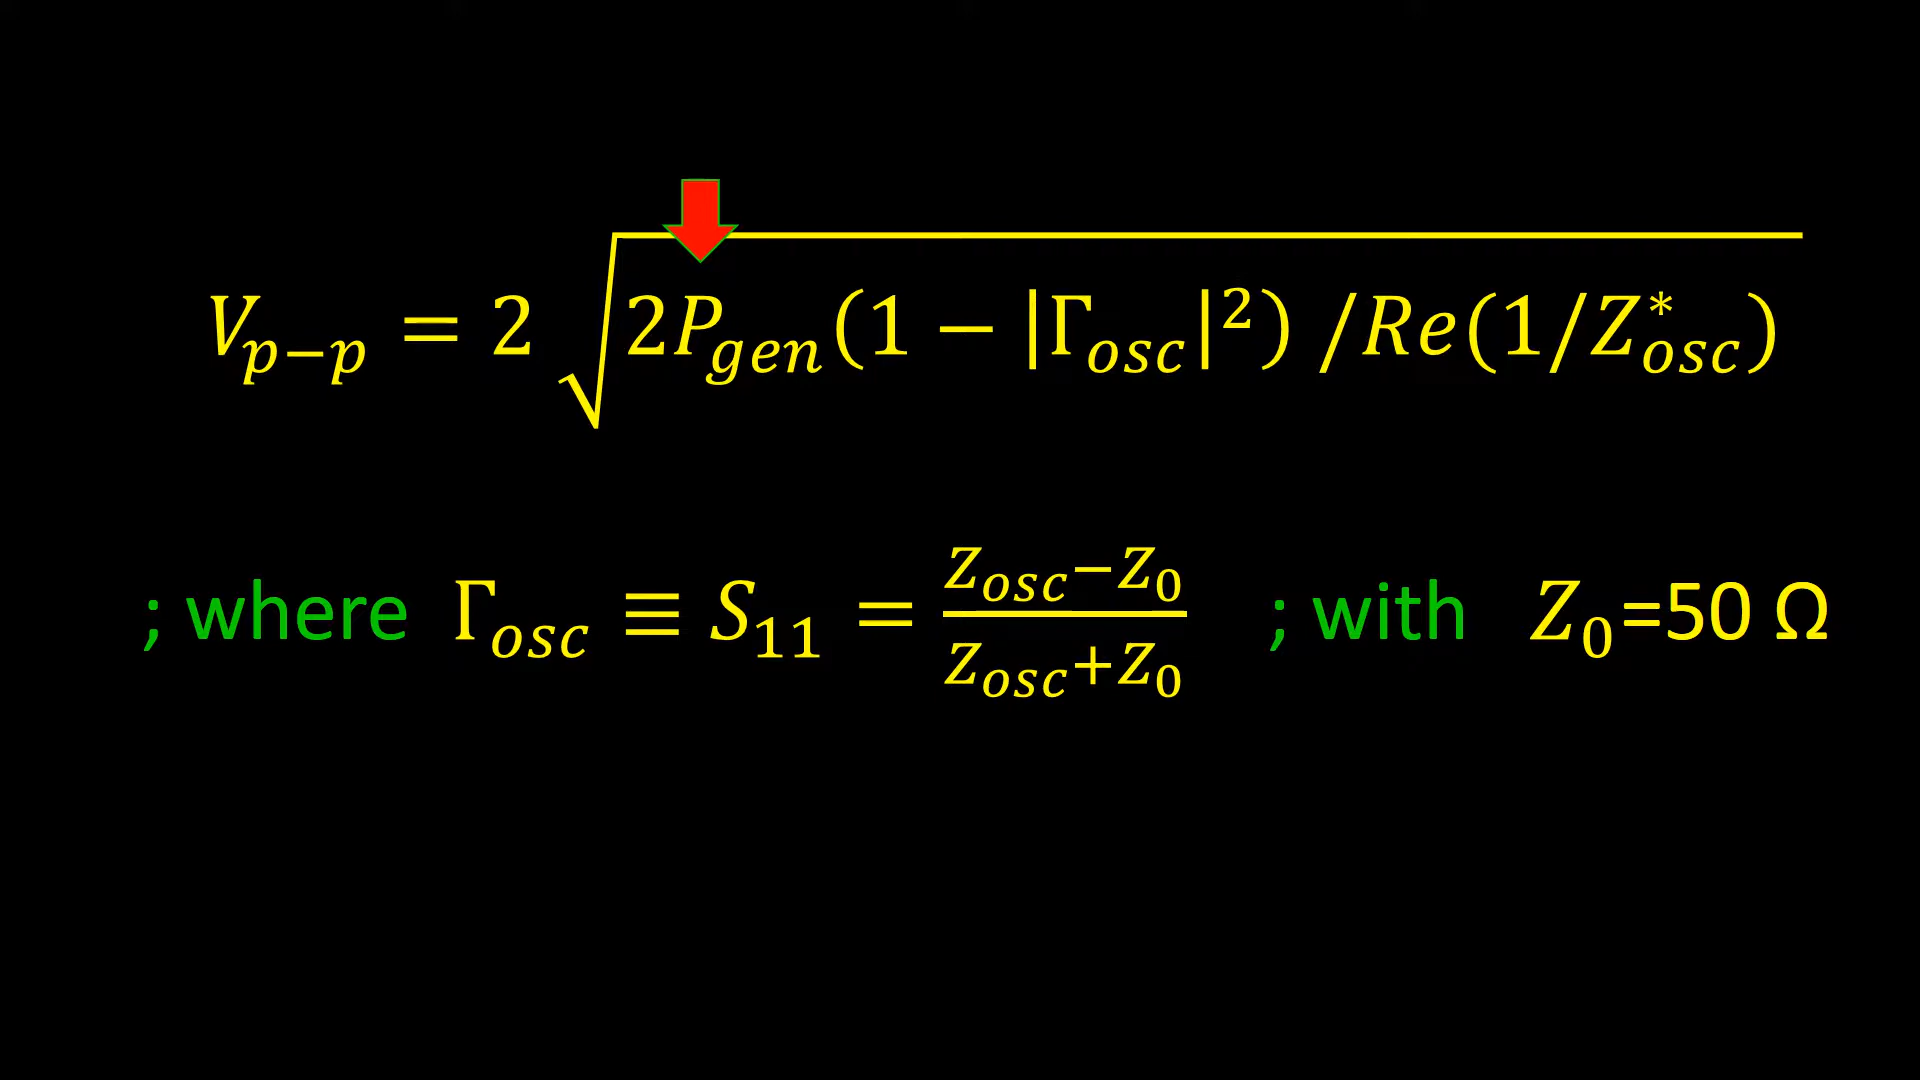 V_{p−p} = 2 √(2P_{gen}(1 − |Γ_{osc}|²) /Re(1/Z*_{osc}))
; where Γ_{osc} ≡ S_{11} = \frac{Z_{osc}−Z_0}{Z_{osc}+Z_0} ; with Z_0=50 Ω